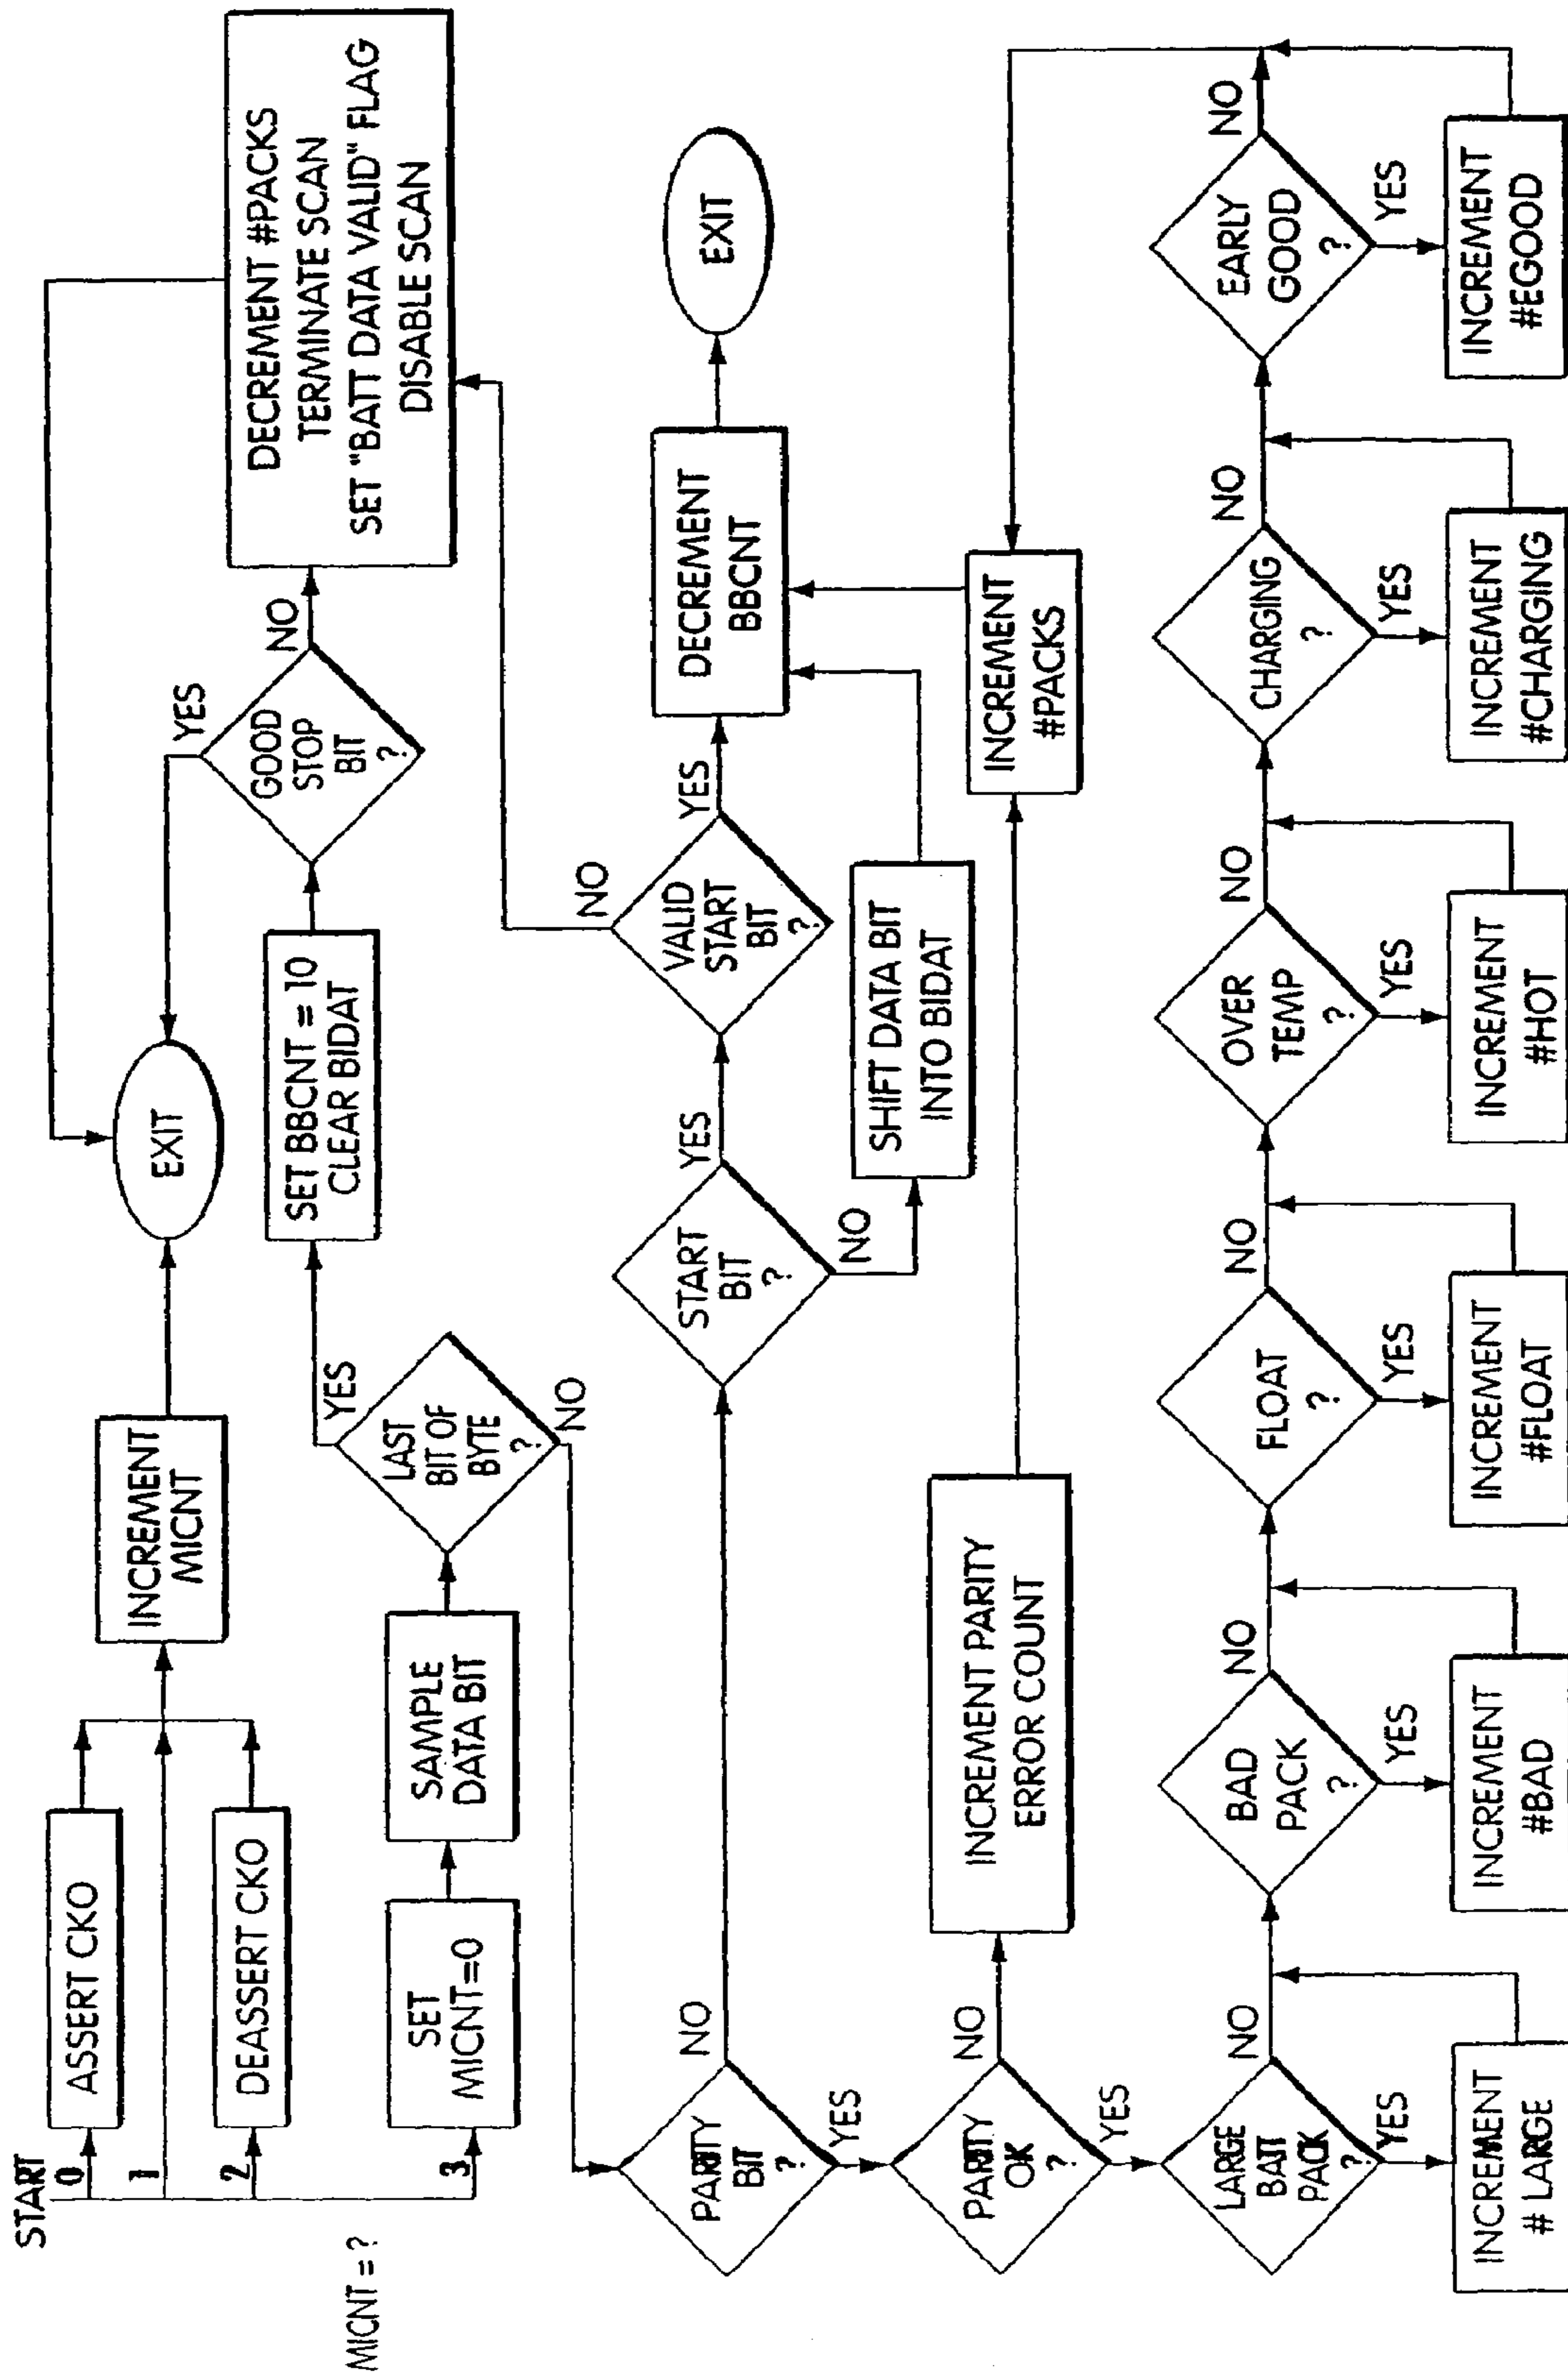 START
MICNT = ?
0
ASSERT CKO
1
2
DEASSERT CKO
3
SET
MICNT=0
INCREMENT
MICNT
EXIT
SAMPLE
DATA BIT
LAST
BIT OF
BYTE
?
YES
NO
SET BBCNT = 10
CLEAR BIDAT
GOOD
STOP
BIT
?
YES
NO
DECREMENT #PACKS
TERMINATE SCAN
SET "BATT DATA VALID" FLAG
DISABLE SCAN
PARITY
BIT
?
NO
YES
START
BIT
?
YES
NO
VALID
START
BIT
?
NO
YES
DECREMENT
BBCNT
EXIT
SHIFT DATA BIT
INTO BIDAT
PARITY
OK
?
NO
YES
INCREMENT PARITY
ERROR COUNT
INCREMENT
#PACKS
LARGE
BATT
PACK
?
NO
YES
INCREMENT
# LARGE
BAD
PACK
?
NO
YES
INCREMENT
#BAD
FLOAT
?
NO
YES
INCREMENT
#FLOAT
OVER
TEMP
?
NO
YES
INCREMENT
#HOT
CHARGING
?
NO
YES
INCREMENT
#CHARGING
EARLY
GOOD
?
NO
YES
INCREMENT
#EGOOD